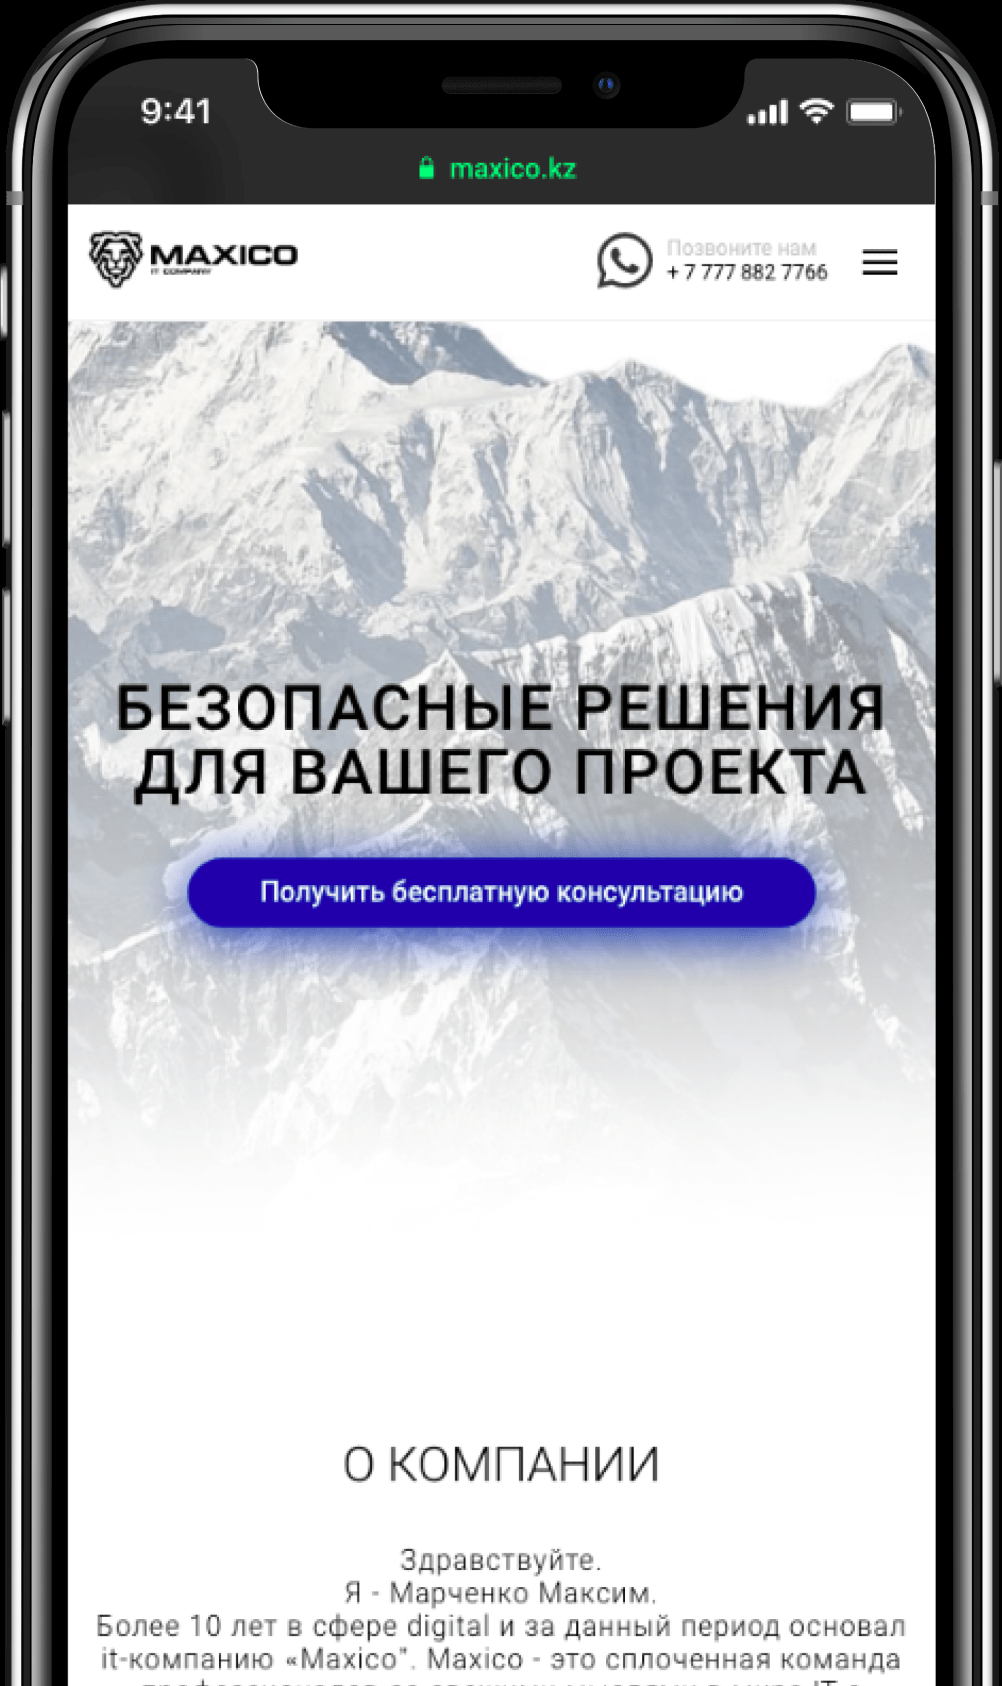 9:41
maxico.kz
MAXICO
IT COMPANY
Позвоните нам
+ 7 777 882 7766
БЕЗОПАСНЫЕ РЕШЕНИЯ
ДЛЯ ВАШЕГО ПРОЕКТА
Получить бесплатную консультацию
О КОМПАНИИ
Здравствуйте.
Я - Марченко Максим.
Более 10 лет в сфере digital и за данный период основал
it-компанию «Maxico". Maxico - это сплоченная команда